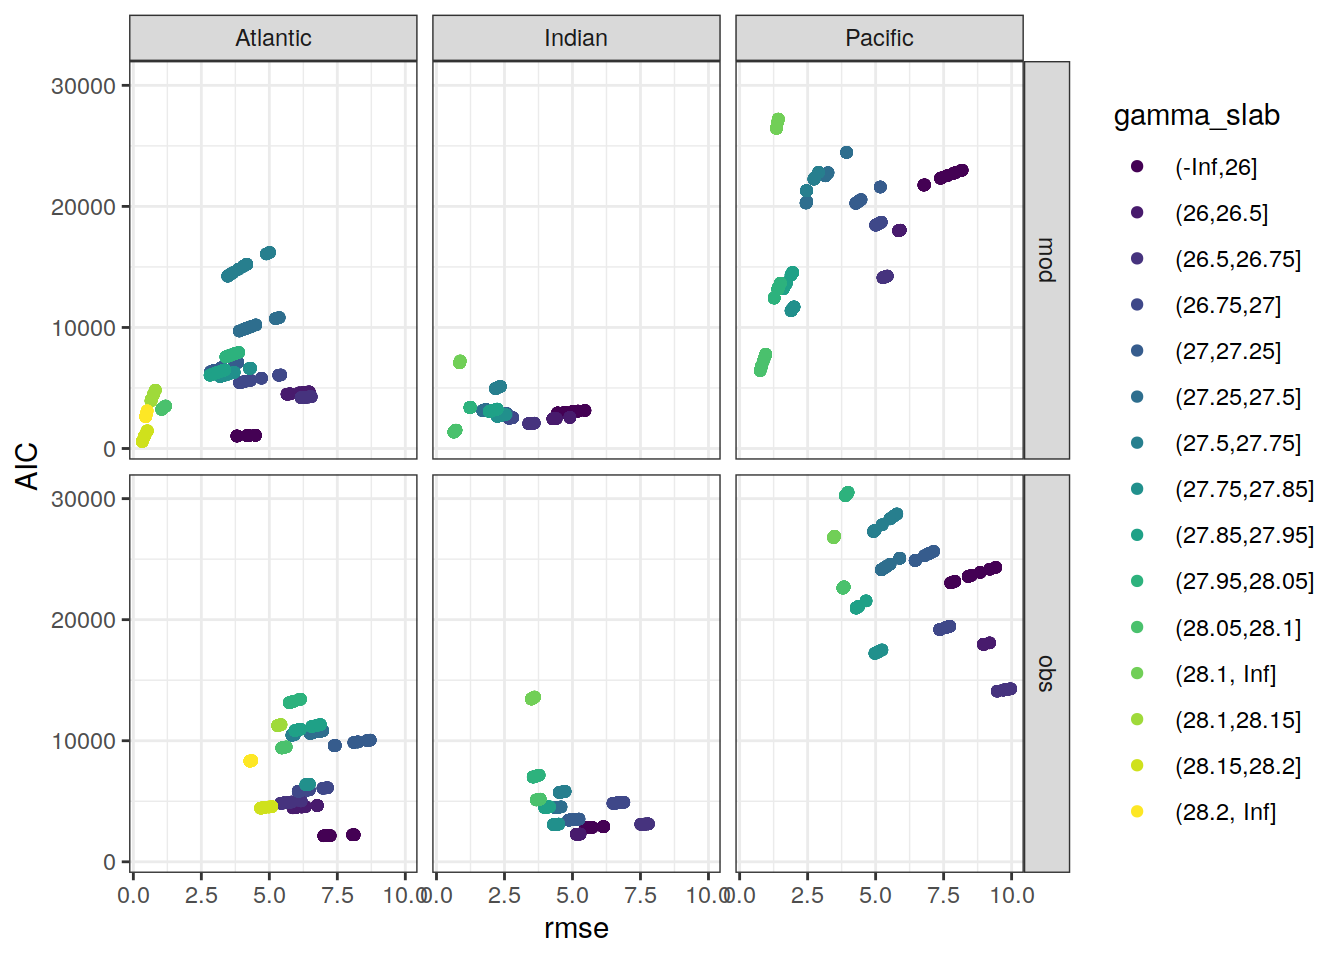 Atlantic Indian Pacific
30000
20000
10000
0
mod
30000
20000
10000
0
obs
AIC
0.0 2.5 5.0 7.5 10.0 0.0 2.5 5.0 7.5 10.0 0.0 2.5 5.0 7.5 10.0
rmse
gamma_slab
(-Inf,26]
(26,26.5]
(26.5,26.75]
(26.75,27]
(27,27.25]
(27.25,27.5]
(27.5,27.75]
(27.75,27.85]
(27.85,27.95]
(27.95,28.05]
(28.05,28.1]
(28.1, Inf]
(28.1,28.15]
(28.15,28.2]
(28.2, Inf]